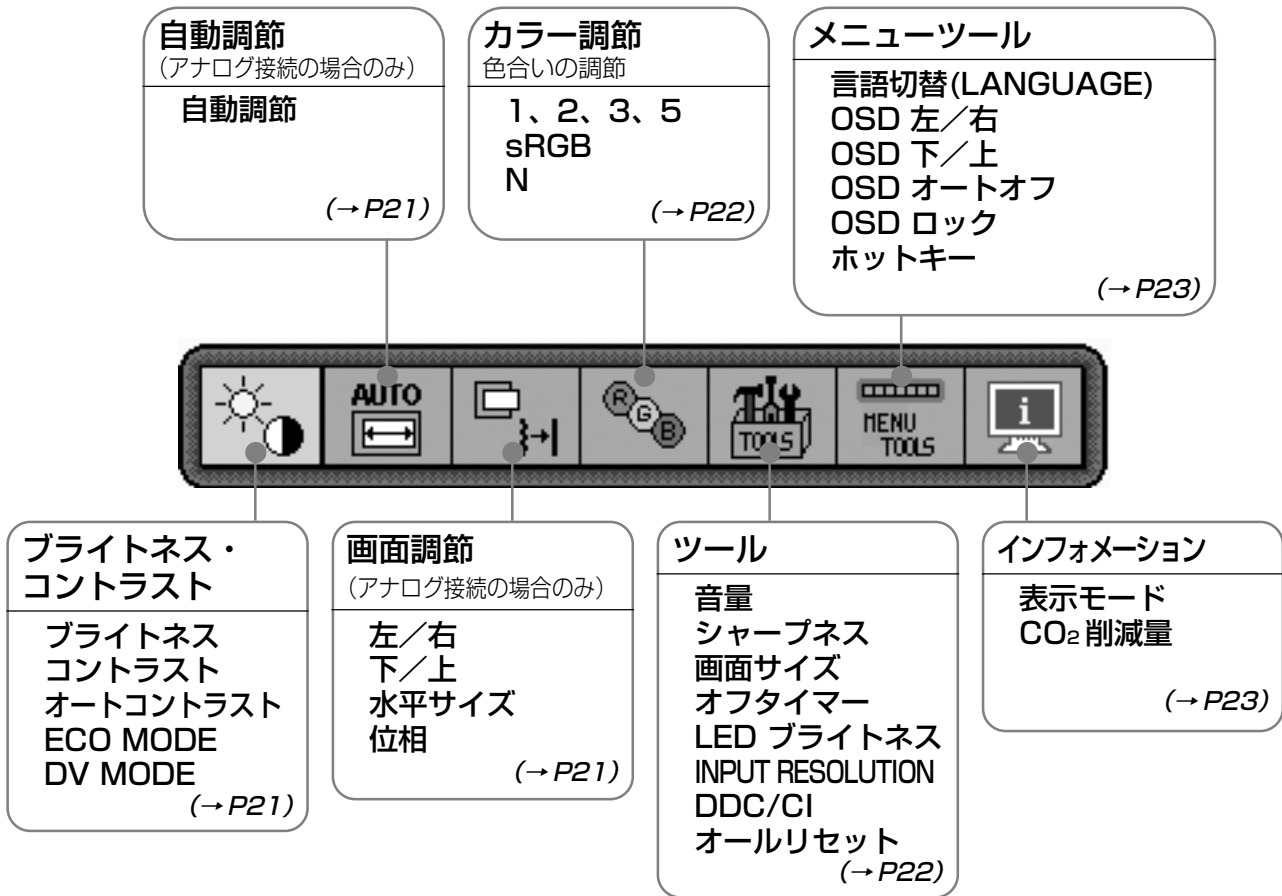 自動調節
（アナログ接続の場合のみ）
自動調節
（→P21）
カラー調節
色合いの調節
1、2、3、5
sRGB
N
（→P22）
メニューツール
言語切替(LANGUAGE)
OSD 左／右
OSD 下／上
OSD オートオフ
OSD ロック
ホットキー
（→P23）
AUTO
R
G
B
TOOLS
MENU
TOOLS
i
ブライトネス・
コントラスト
ブライトネス
コントラスト
オートコントラスト
ECO MODE
DV MODE
（→P21）
画面調節
（アナログ接続の場合のみ）
左／右
下／上
水平サイズ
位相
（→P21）
ツール
音量
シャープネス
画面サイズ
オフタイマー
LED ブライトネス
INPUT RESOLUTION
DDC/CI
オールリセット
（→P22）
インフォメーション
表示モード
CO₂削減量
（→P23）